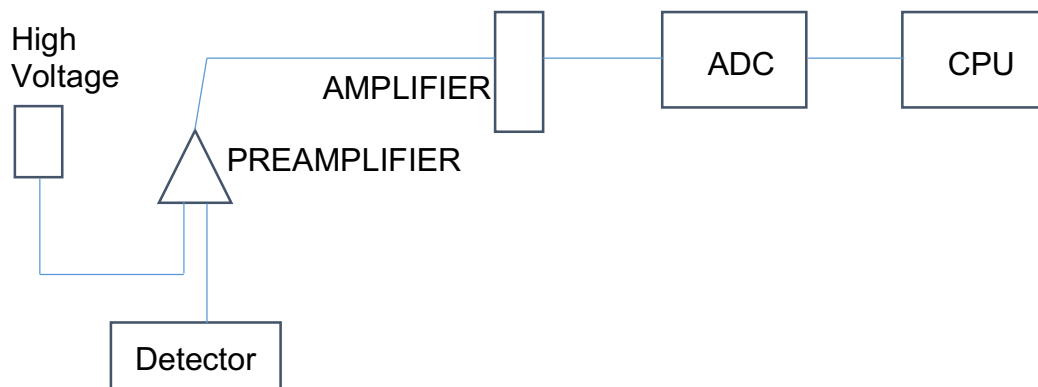 High
Voltage
AMPLIFIER
ADC
CPU
PREAMPLIFIER
Detector